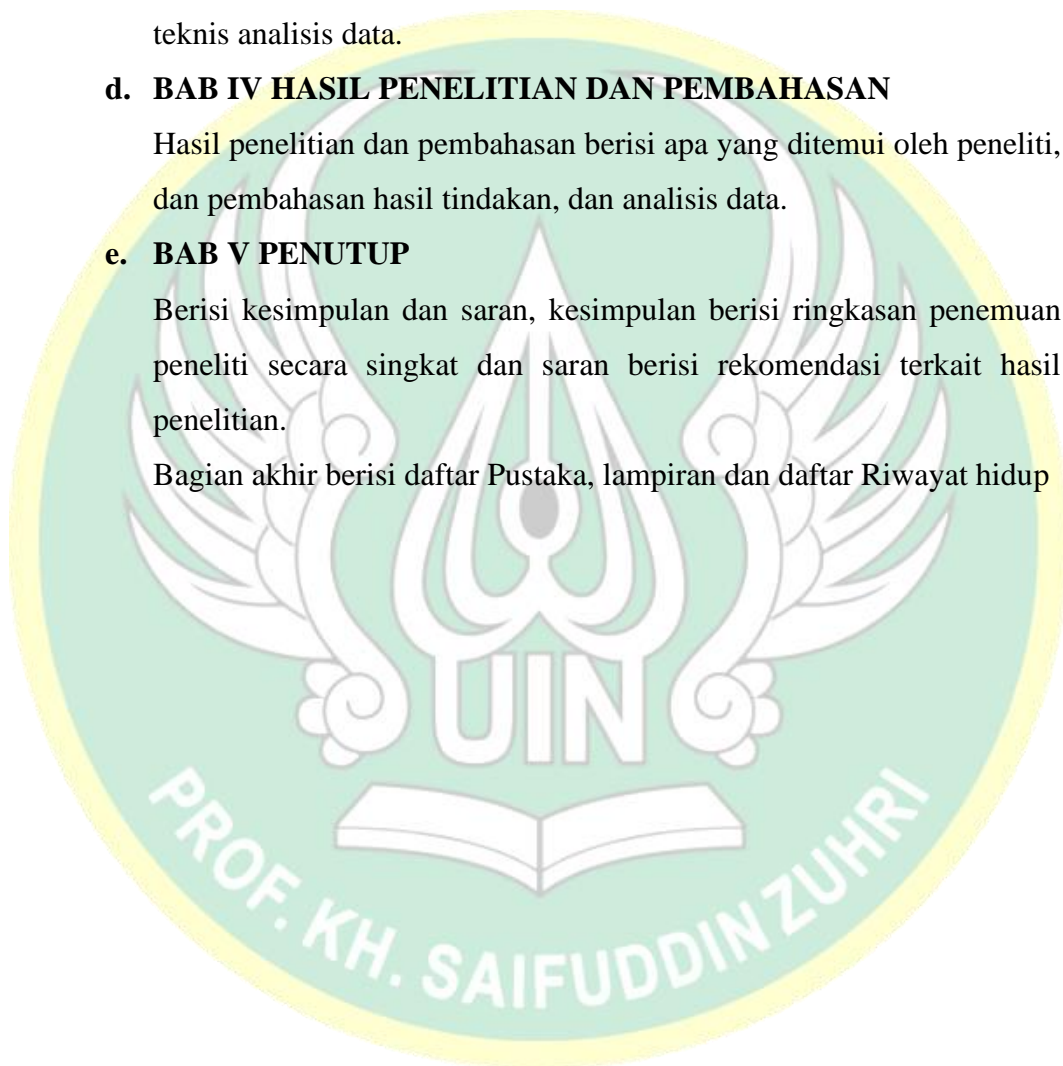 teknis analisis data.
d. BAB IV HASIL PENELITIAN DAN PEMBAHASAN
Hasil penelitian dan pembahasan berisi apa yang ditemui oleh peneliti,
dan pembahasan hasil tindakan, dan analisis data.
e. BAB V PENUTUP
Berisi kesimpulan dan saran, kesimpulan berisi ringkasan penemuan
peneliti secara singkat dan saran berisi rekomendasi terkait hasil
penelitian.
Bagian akhir berisi daftar Pustaka, lampiran dan daftar Riwayat hidup
UIN
PROF. KH. SAIFUDDIN ZUHRI